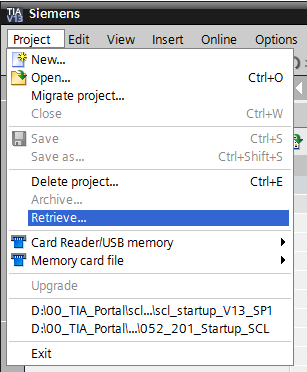 TIA
V13
Siemens
Project Edit View Insert Online Options
New...
Open... Ctrl+O
Migrate project...
Close Ctrl+W
Save Ctrl+S
Save as... Ctrl+Shift+S
Delete project... Ctrl+E
Archive...
Retrieve...
Card Reader/USB memory
Memory card file
Upgrade
D:\00_TIA_Portal\scl...\scl_startup_V13_SP1
D:\00_TIA_Portal\...\052_201_Startup_SCL
Exit